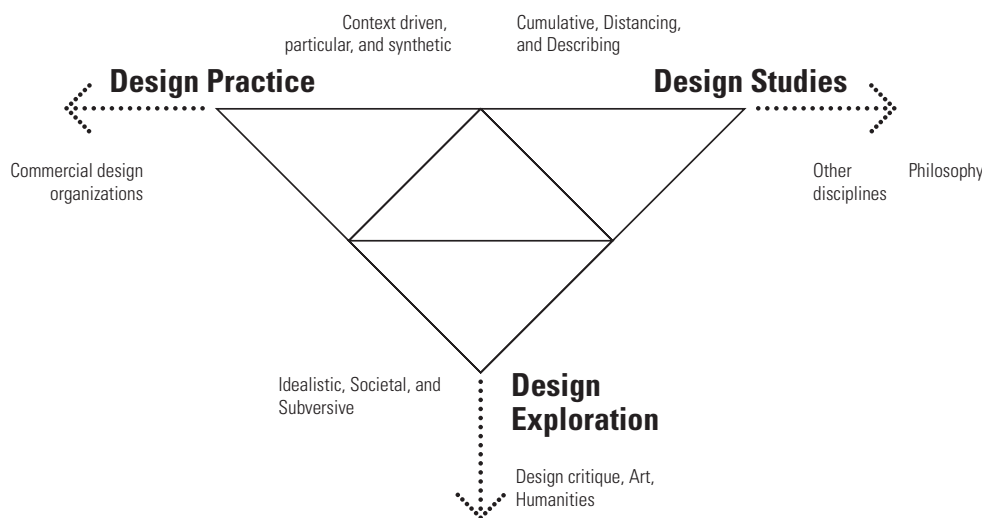 Context driven,
particular, and synthetic
Cumulative, Distancing,
and Describing
Design Practice
Design Studies
Commercial design
organizations
Other
disciplines
Philosophy
Idealistic, Societal, and
Subversive
Design
Exploration
Design critique, Art,
Humanities